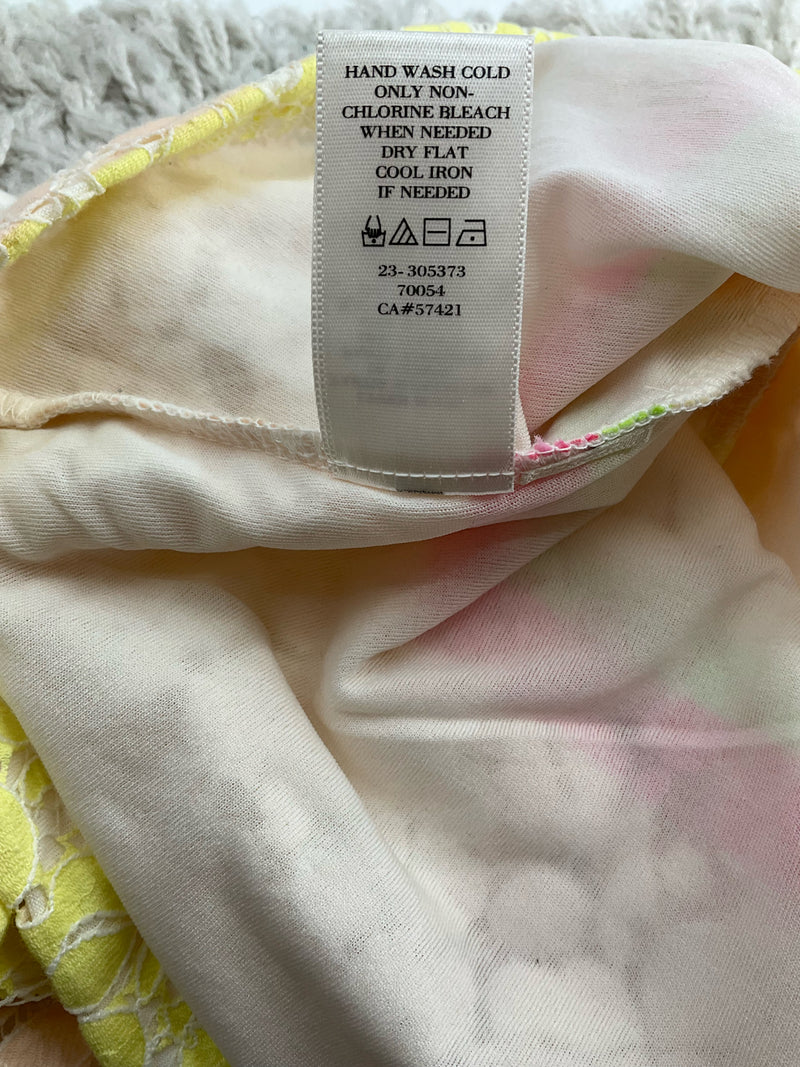 HAND WASH COLD
ONLY NON-
CHLORINE BLEACH
WHEN NEEDED
DRY FLAT
COOL IRON
IF NEEDED
23-305373
70054
CA#57421